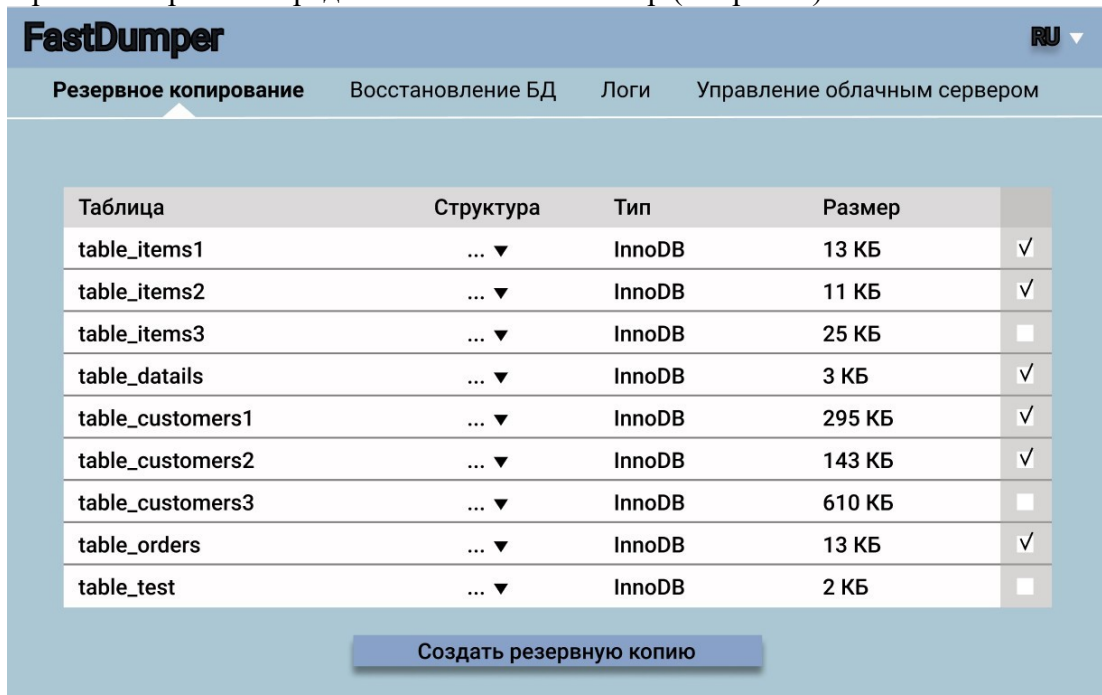 FastDumper RU
Резервное копирование Восстановление БД Логи Управление облачным сервером
Таблица Структура Тип Размер
table_items1 ... ▼ InnoDB 13 КБ √
table_items2 ... ▼ InnoDB 11 КБ √
table_items3 ... ▼ InnoDB 25 КБ
table_datails ... ▼ InnoDB 3 КБ √
table_customers1 ... ▼ InnoDB 295 КБ √
table_customers2 ... ▼ InnoDB 143 КБ √
table_customers3 ... ▼ InnoDB 610 КБ
table_orders ... ▼ InnoDB 13 КБ √
table_test ... ▼ InnoDB 2 КБ
Создать резервную копию